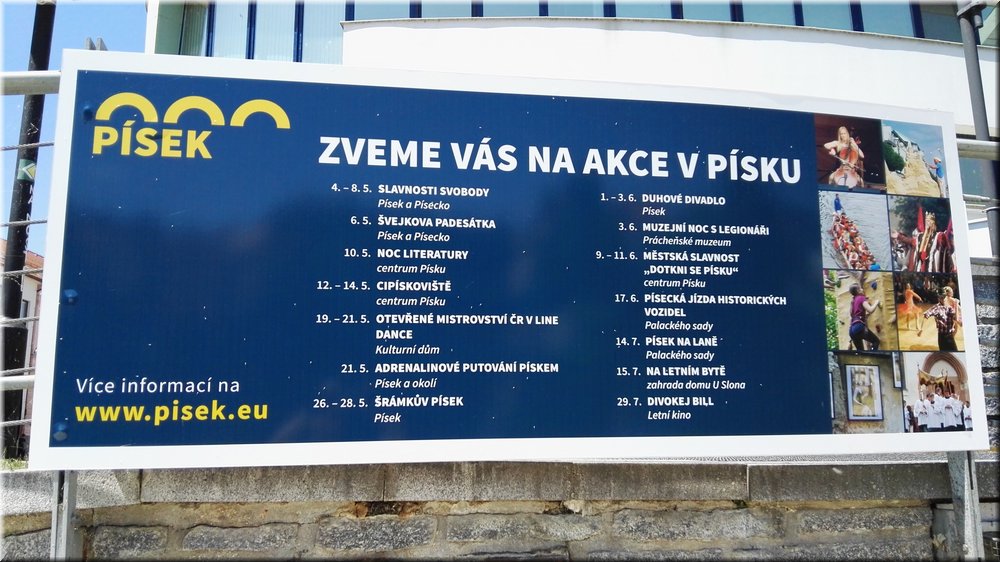 PÍSEK
ZVEME VÁS NA AKCE V PÍSKU
4. – 8. 5. SLAVNOSTI SVOBODY
Písek a Písecko
6. 5. ŠVEJKOVA PADESÁTKA
Písek a Písecko
10. 5. NOC LITERATURY
centrum Písku
12. – 14. 5. CIPÍSKOVIŠTĚ
centrum Písku
19. – 21. 5. OTEVŘENÉ MISTROVSTVÍ ČR V LINE
DANCE
Kulturní dům
21. 5. ADRENALINOVÉ PUTOVÁNÍ PÍSKEM
Písek a okolí
26. – 28. 5. ŠRÁMKŮV PÍSEK
Písek
1. – 3. 6. DUHOVÉ DIVADLO
Písek
3. 6. MUZEJNÍ NOC S LEGIONÁŘI
Prácheňské muzeum
9. – 11. 6. MĚSTSKÁ SLAVNOST
„DOTKNI SE PÍSKU“
centrum Písku
17. 6. PÍSECKÁ JÍZDA HISTORICKÝCH
VOZIDEL
Palackého sady
14. 7. PÍSEK NA LANĚ
Palackého sady
15. 7. NA LETNÍM BYTĚ
zahrada domu U Slona
29. 7. DIVOKEJ BILL
Letní kino
Více informací na
www.pisek.eu